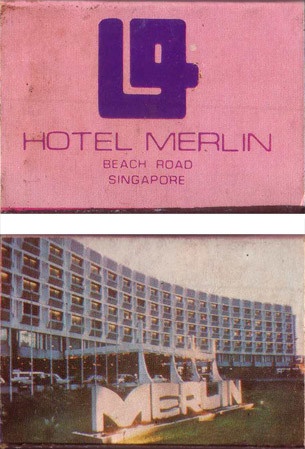 HOTEL MERLIN
BEACH ROAD
SINGAPORE
MERLIN